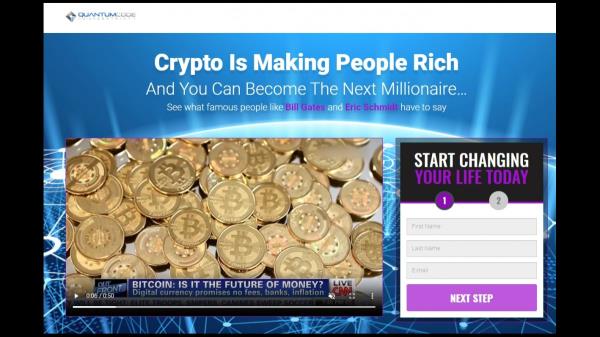 QUANTUMCODE
Crypto Is Making People Rich
And You Can Become The Next Millionaire...
See what famous people like Bill Gates and Eric Schmidt have to say
START CHANGING
YOUR LIFE TODAY
1
2
First Name
Last Name
Email
NEXT STEP
OUT FRONT
BITCOIN: IS IT THE FUTURE OF MONEY?
Digital currency promises no fees, banks, inflation
LIVE
CNN
0:06 / 0:50